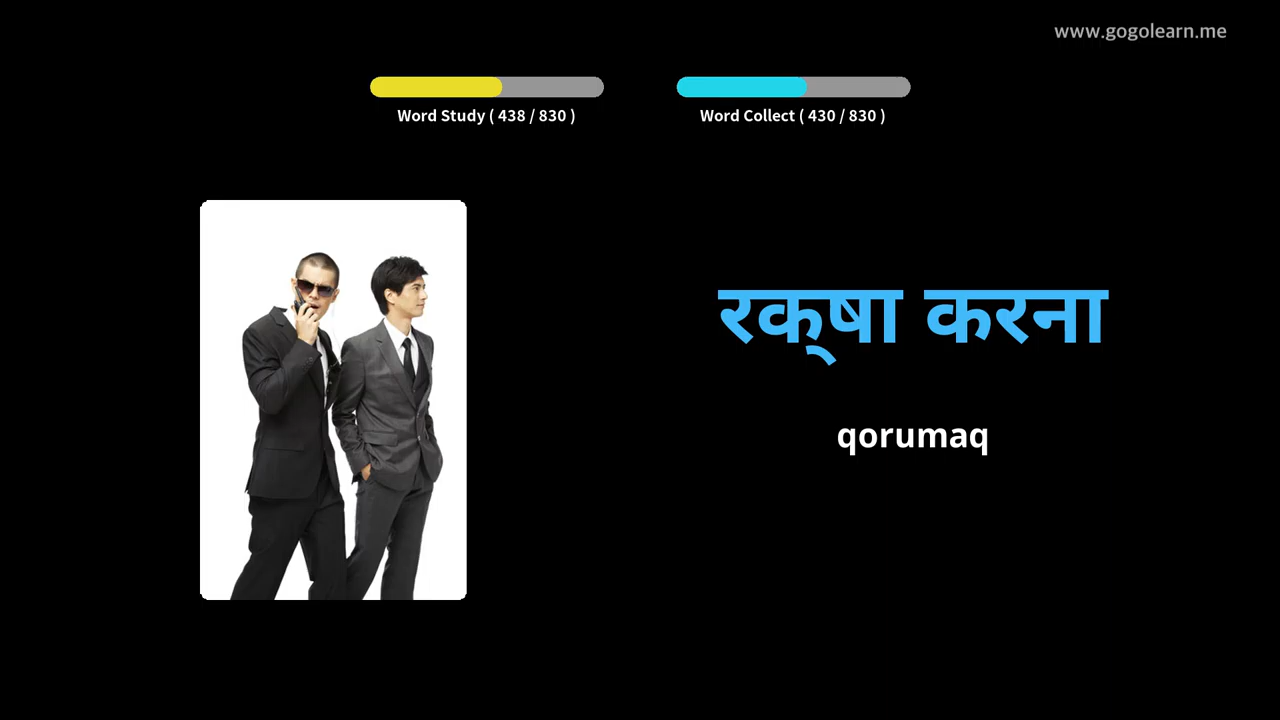 www.gogolearn.me
Word Study ( 438 / 830 )
Word Collect ( 430 / 830 )
रक्‌षा करना
qorumaq